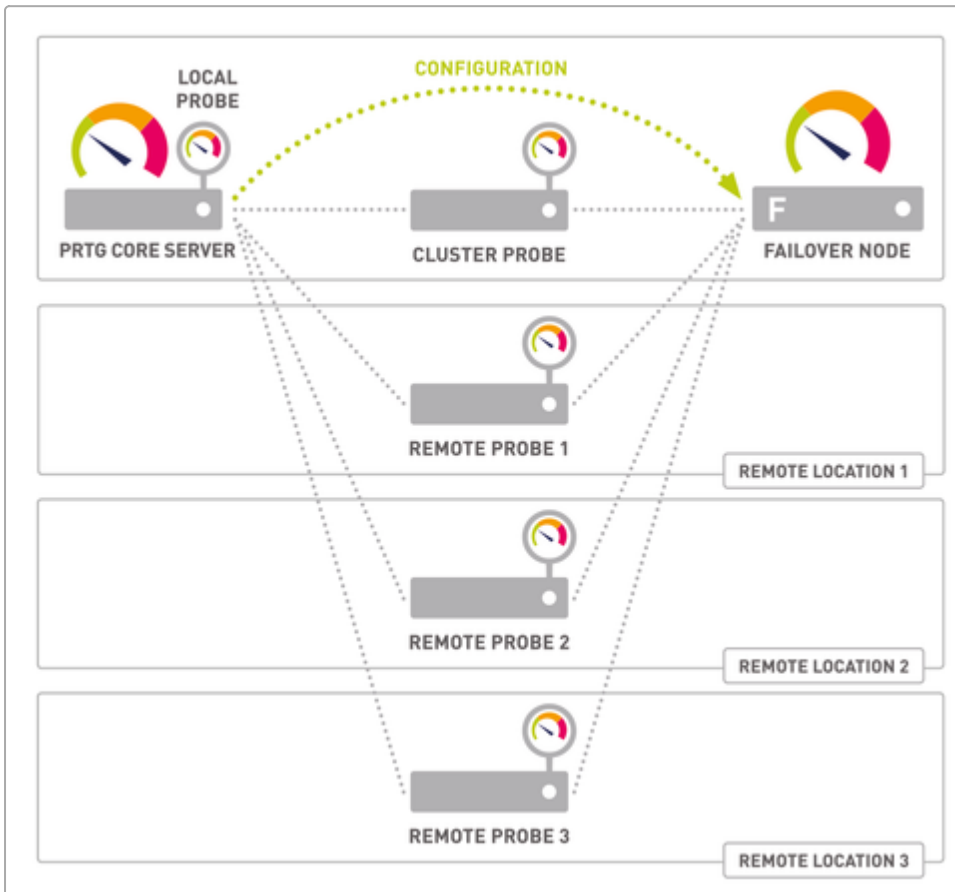 LOCAL
PROBE
CONFIGURATION
F
PRTG CORE SERVER
CLUSTER PROBE
FAILOVER NODE
REMOTE PROBE 1
REMOTE LOCATION 1
REMOTE PROBE 2
REMOTE LOCATION 2
REMOTE PROBE 3
REMOTE LOCATION 3